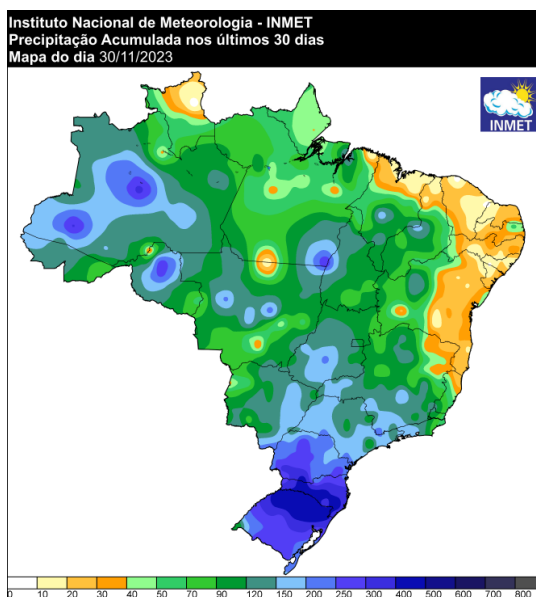 Instituto Nacional de Meteorologia - INMET
Precipitação Acumulada nos últimos 30 dias
Mapa do dia 30/11/2023
INMET
0 10 20 30 40 50 70 90 120 150 200 250 300 400 500 600 700 800